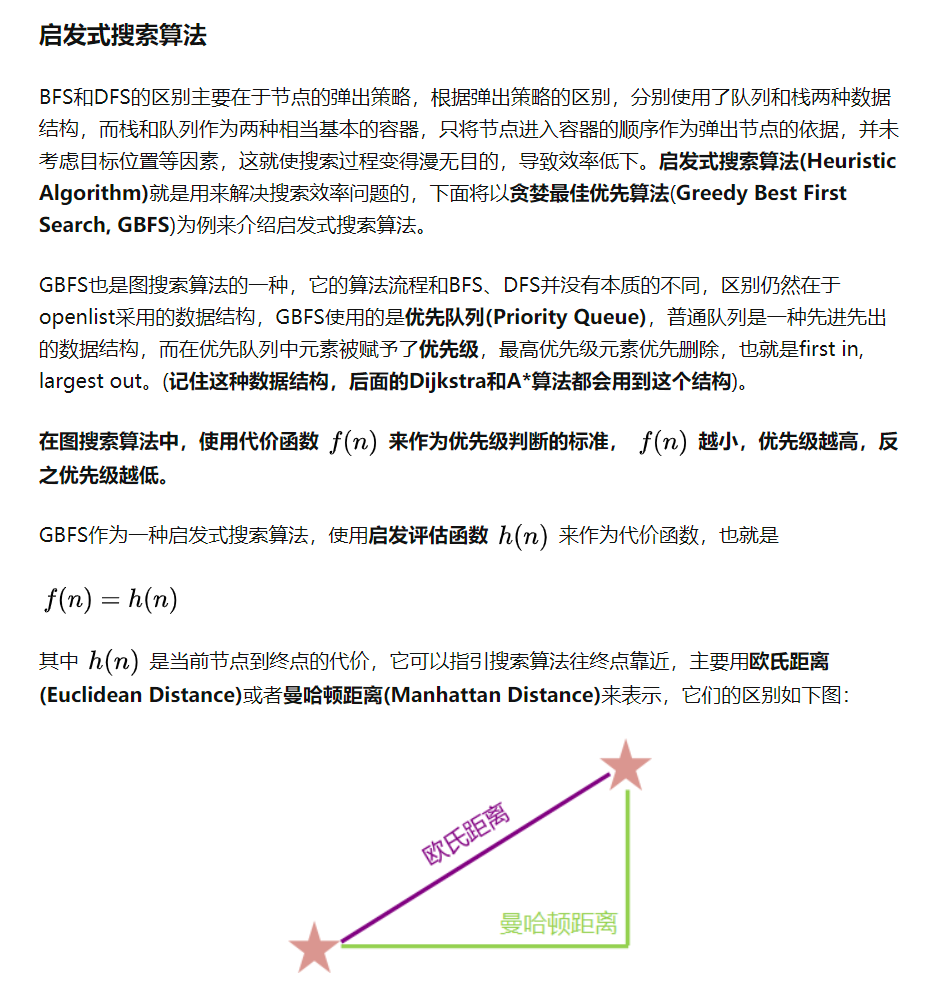 启发式搜索算法
BFS和DFS的区别主要在于节点的弹出策略，根据弹出策略的区别，分别使用了队列和栈两种数据
结构，而栈和队列作为两种相当基本的容器，只将节点进入容器的顺序作为弹出节点的依据，并未
考虑目标位置等因素，这就使搜索过程变得漫无目的，导致效率低下。启发式搜索算法(Heuristic
Algorithm)就是用来解决搜索效率问题的，下面将以贪婪最佳优先算法(Greedy Best First
Search, GBFS)为例来介绍启发式搜索算法。
GBFS也是图搜索算法的一种，它的算法流程和BFS、DFS并没有本质的不同，区别仍然在于
openlist采用的数据结构，GBFS使用的是优先队列(Priority Queue)，普通队列是一种先进先出
的数据结构，而在优先队列中元素被赋予了优先级，最高优先级元素优先删除，也就是first in,
largest out。(记住这种数据结构，后面的Dijkstra和A*算法都会用到这个结构)。
在图搜索算法中，使用代价函数 f(n) 来作为优先级判断的标准， f(n) 越小，优先级越高，反
之优先级越低。
GBFS作为一种启发式搜索算法，使用启发评估函数 h(n) 来作为代价函数，也就是
f(n) = h(n)
其中 h(n) 是当前节点到终点的代价，它可以指引搜索算法往终点靠近，主要用欧氏距离
(Euclidean Distance)或者曼哈顿距离(Manhattan Distance)来表示，它们的区别如下图：
欧氏距离
曼哈顿距离